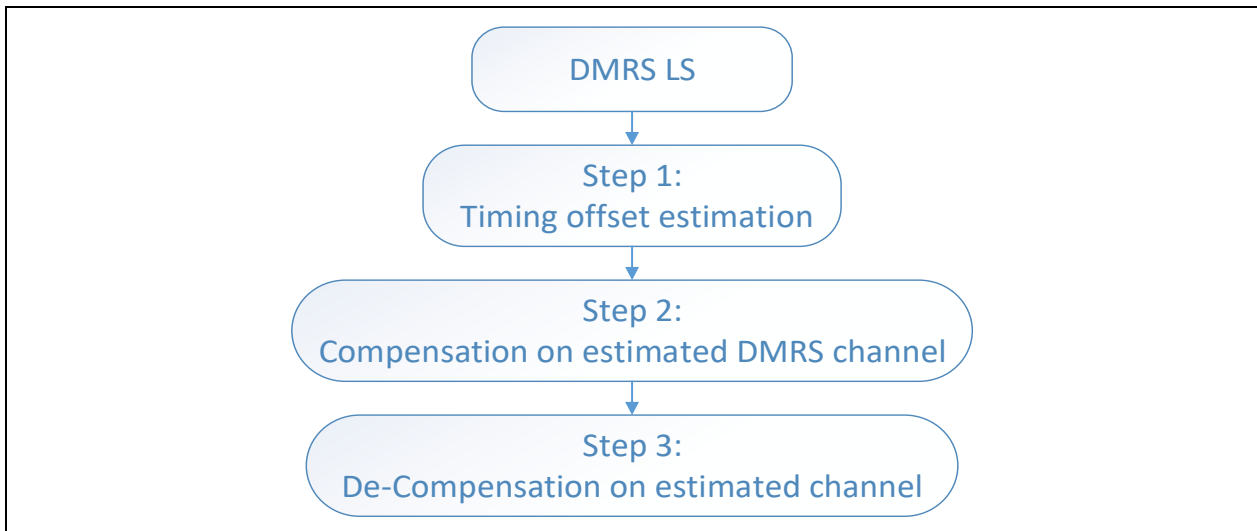 DMRS LS
Step 1:
Timing offset estimation
Step 2:
Compensation on estimated DMRS channel
Step 3:
De-Compensation on estimated channel